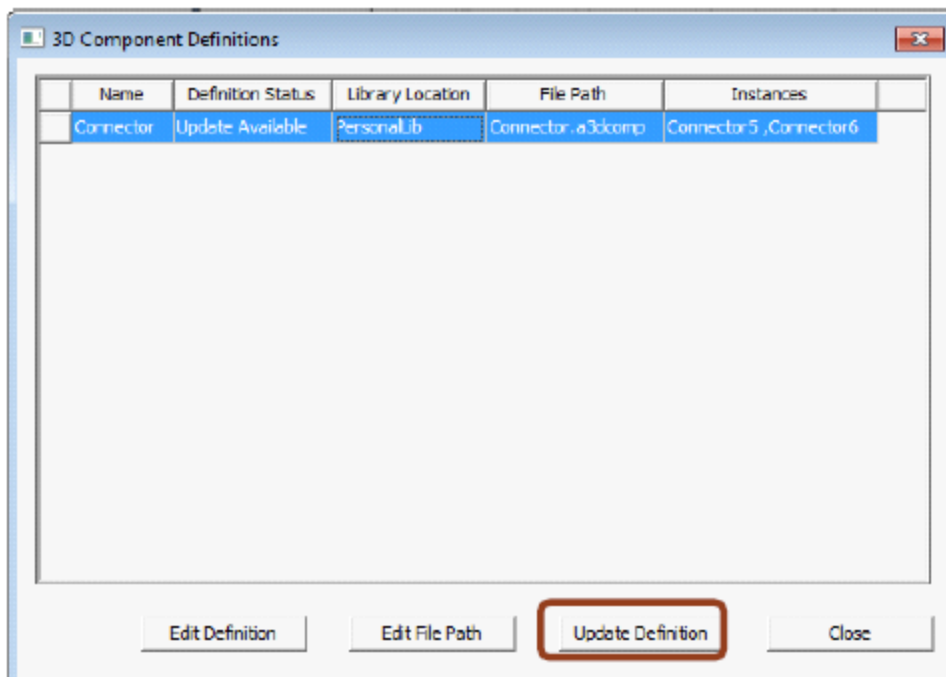 3D Component Definitions
Name Definition Status Library Location File Path Instances
Connector Update Available PersonalLib Connector.a3dcomp Connector5 ,Connector6
Edit Definition Edit File Path Update Definition Close